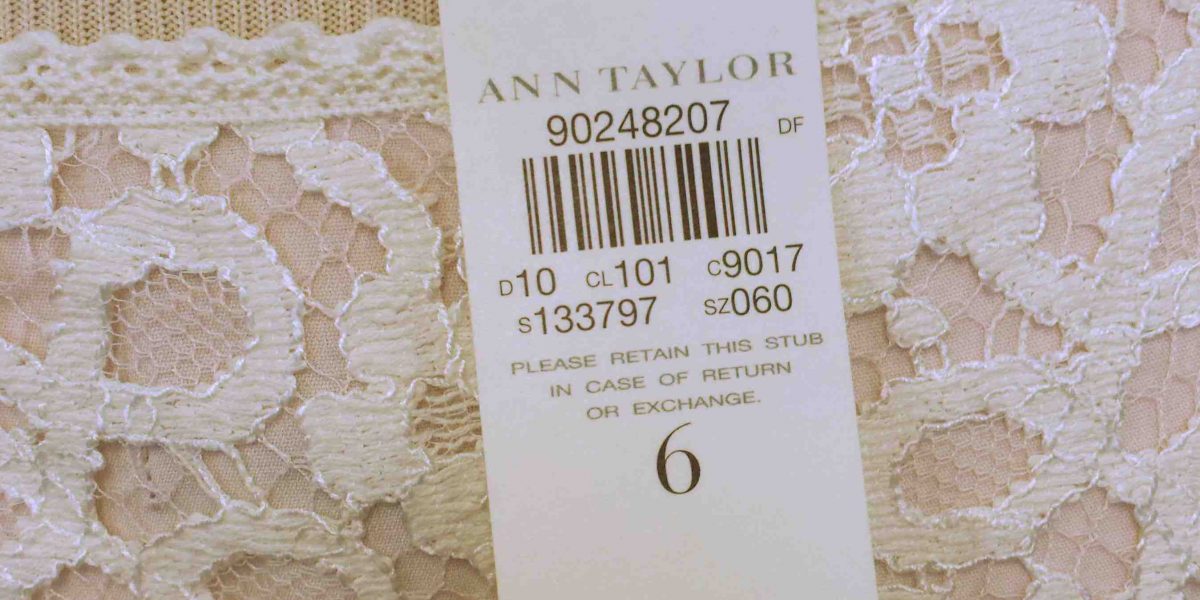 ANN TAYLOR
90248207 DF
D10 CL101 C9017
S133797 SZ060
PLEASE RETAIN THIS STUB
IN CASE OF RETURN
OR EXCHANGE.
6